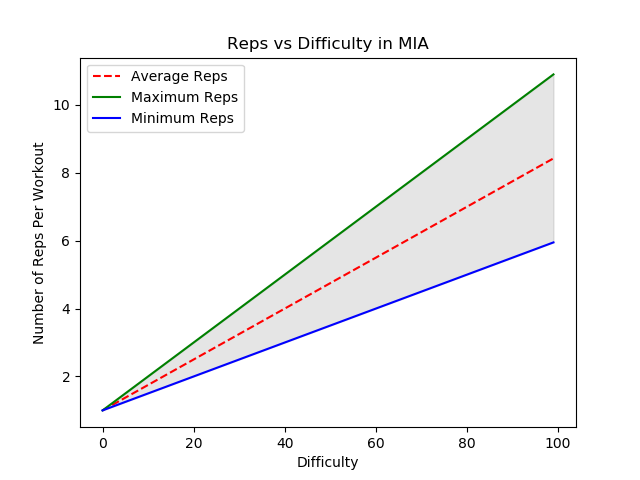 Reps vs Difficulty in MIA
Average Reps
Maximum Reps
Minimum Reps
Number of Reps Per Workout
10
8
6
4
2
0 20 40 60 80 100
Difficulty